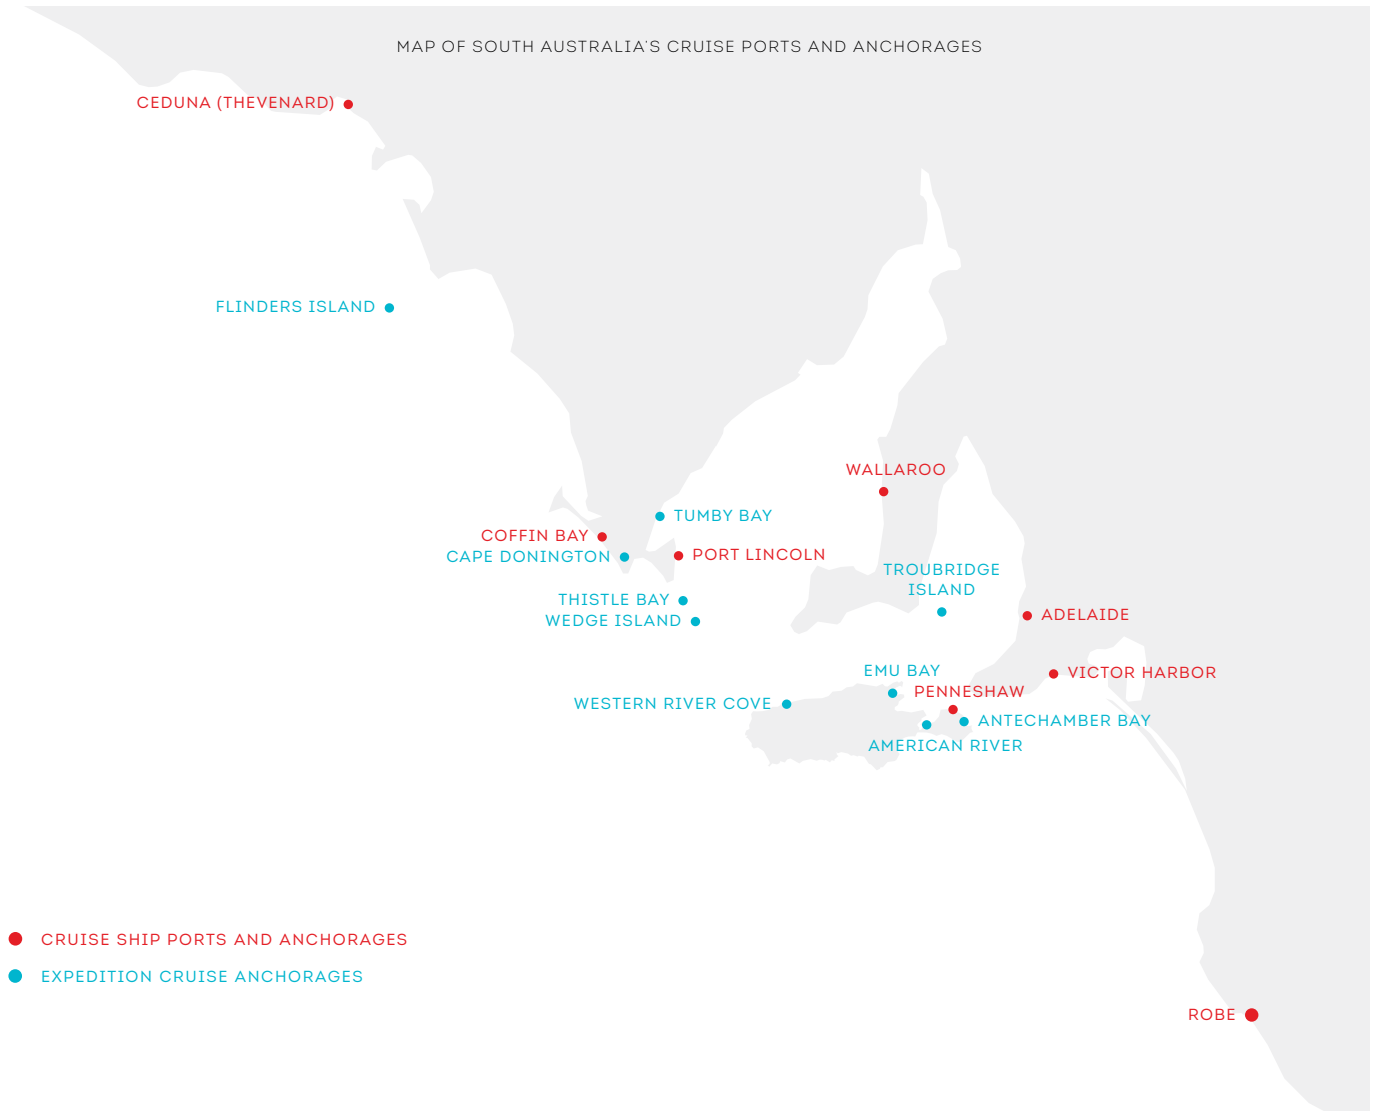 MAP OF SOUTH AUSTRALIA'S CRUISE PORTS AND ANCHORAGES
CEDUNA (THEVENARD)
FLINDERS ISLAND
WALLAROO
TUMBY BAY
COFFIN BAY
CAPE DONINGTON
PORT LINCOLN
TROUBRIDGE
ISLAND
THISTLE BAY
WEDGE ISLAND
ADELAIDE
EMU BAY
VICTOR HARBOR
PENNESHAW
WESTERN RIVER COVE
ANTECHAMBER BAY
AMERICAN RIVER
CRUISE SHIP PORTS AND ANCHORAGES
EXPEDITION CRUISE ANCHORAGES
ROBE